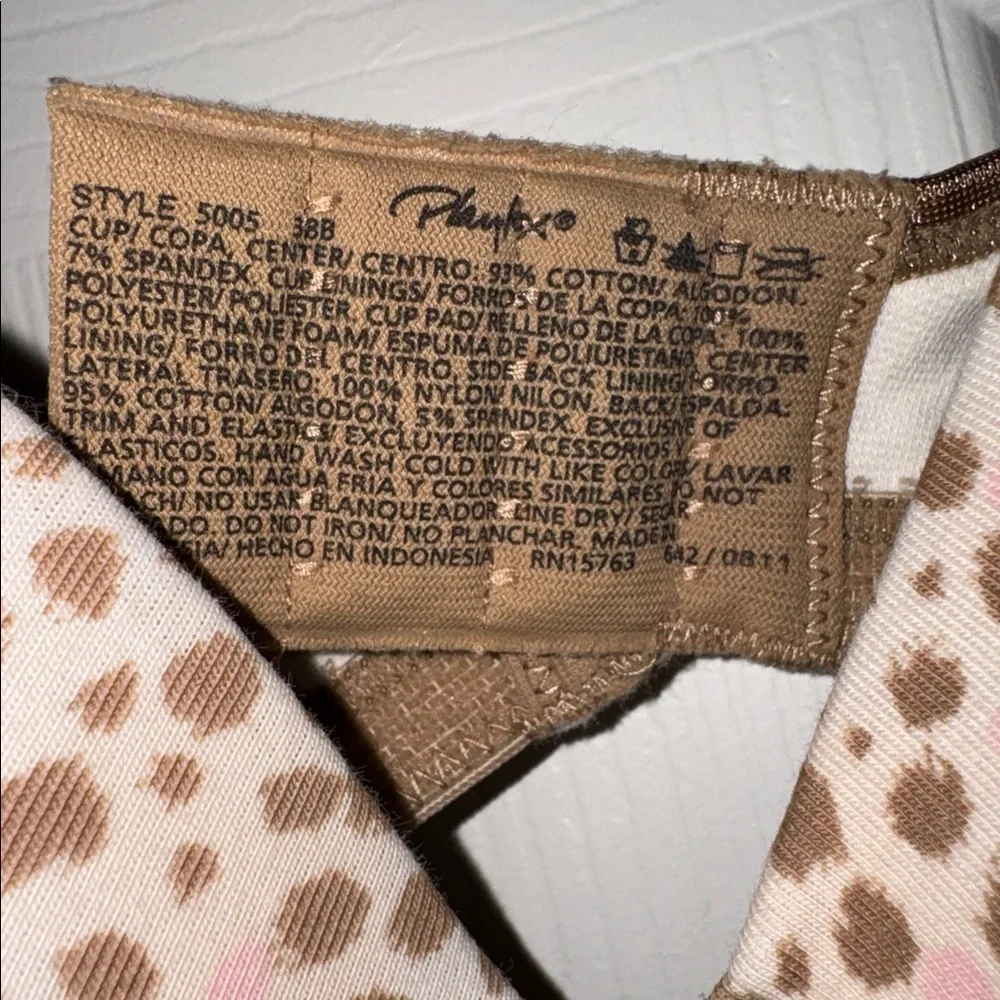 Playtex®
STYLE 5005 38B
CUP/ COPA, CENTER/ CENTRO: 93% COTTON/ ALGODON.
7% SPANDEX. CUP LININGS/ FORROS DE LA COPA: 100%
POLYESTER/ POLIESTER. CUP PAD/ RELLENO DE LA COPA: 100%
POLYURETHANE FOAM/ ESPUMA DE POLIURETANO. CENTER
LINING/ FORRO DEL CENTRO, SIDE BACK LINING/ FORRO
LATERAL TRASERO: 100% NYLON/ NILON. BACK/ ESPALDA:
95% COTTON/ ALGODON. 5% SPANDEX. EXCLUSIVE OF
TRIM AND ELASTICS/ EXCLUYENDO ACCESORIOS
ELASTICOS. HAND WASH COLD WITH LIKE COLORS/ LAVAR
MANO CON AGUA FRIA Y COLORES SIMILARES. DO NOT
NO USAR BLANQUEADOR. LINE DRY/ SECAR
DO NOT IRON/ NO PLANCHAR. MADE IN
HECHO EN INDONESIA RN15763 642/0811